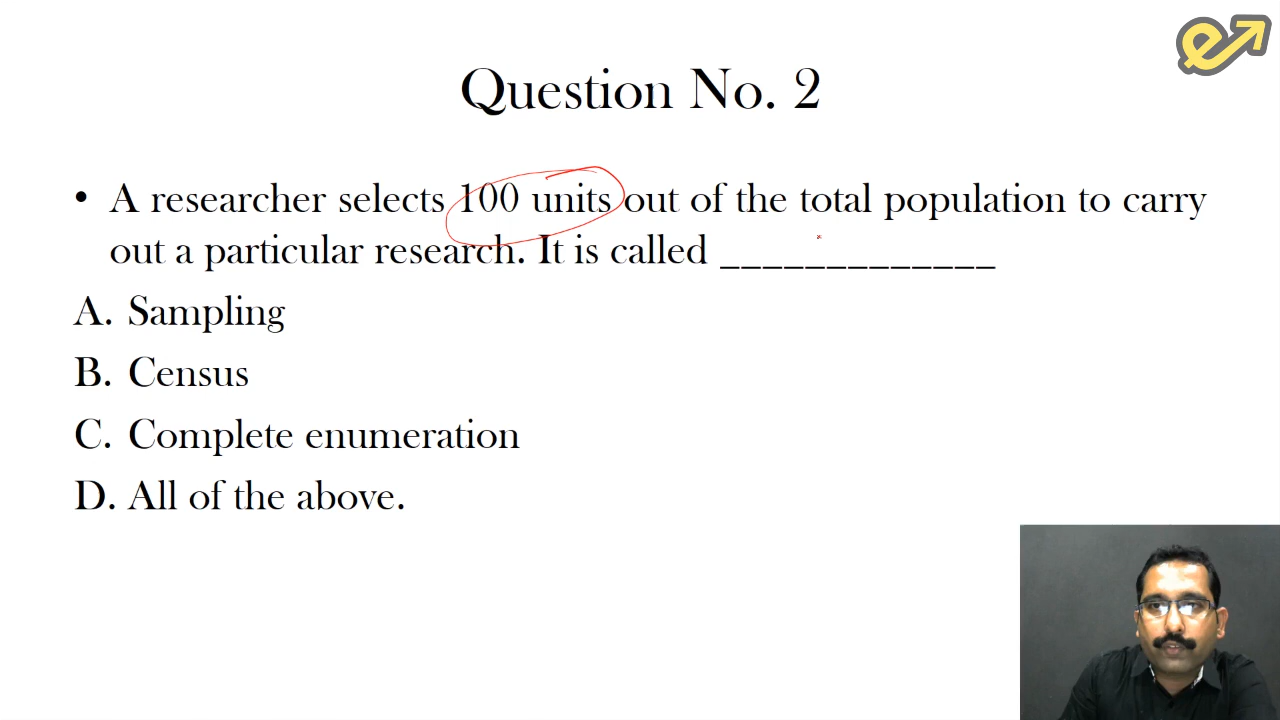 Question No. 2
• A researcher selects 100 units out of the total population to carry
out a particular research. It is called _____________
A. Sampling
B. Census
C. Complete enumeration
D. All of the above.